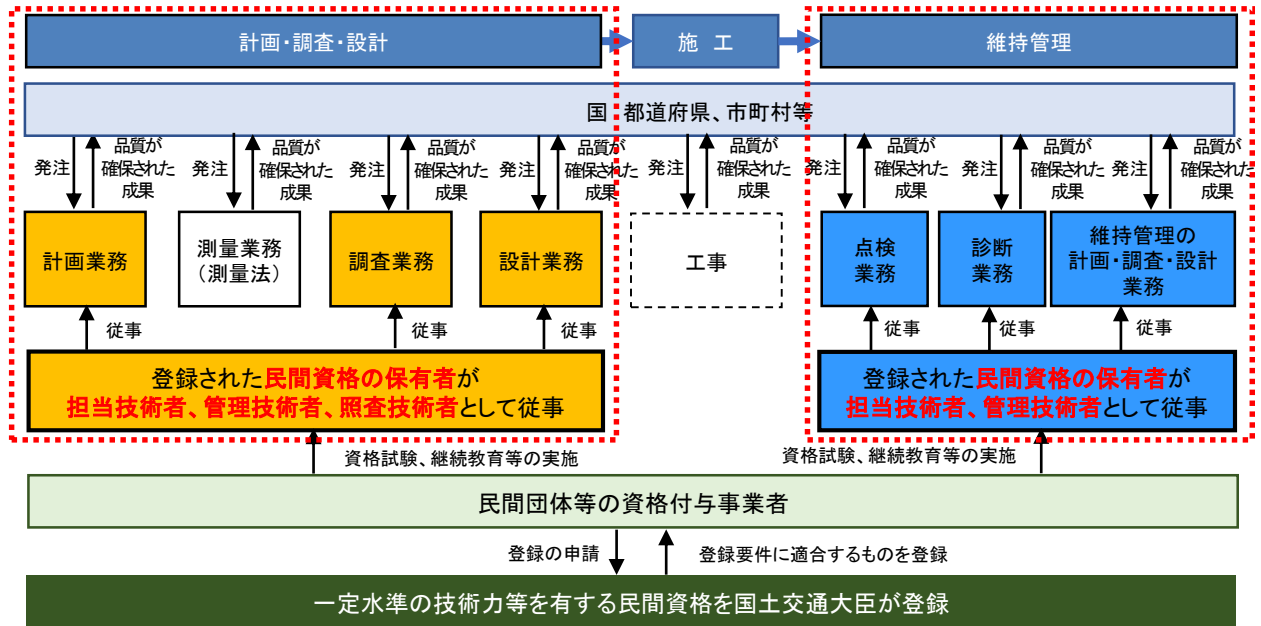 計画・調査・設計
施 工
維持管理
国 都道府県、市町村等
発注
品質が
確保された
成果
発注
品質が
確保された
成果
発注
品質が
確保された
成果
発注
品質が
確保された
成果
発注
品質が
確保された
成果
発注
品質が
確保された
成果
発注
品質が
確保された
成果
発注
品質が
確保された
成果
計画業務
測量業務
(測量法)
調査業務
設計業務
工事
点検
業務
診断
業務
維持管理の
計画・調査・設計
業務
従事
従事
従事
従事
従事
従事
登録された民間資格の保有者が
担当技術者、管理技術者、照査技術者として従事
登録された民間資格の保有者が
担当技術者、管理技術者として従事
資格試験、継続教育等の実施
資格試験、継続教育等の実施
民間団体等の資格付与事業者
登録の申請
登録要件に適合するものを登録
一定水準の技術力等を有する民間資格を国土交通大臣が登録